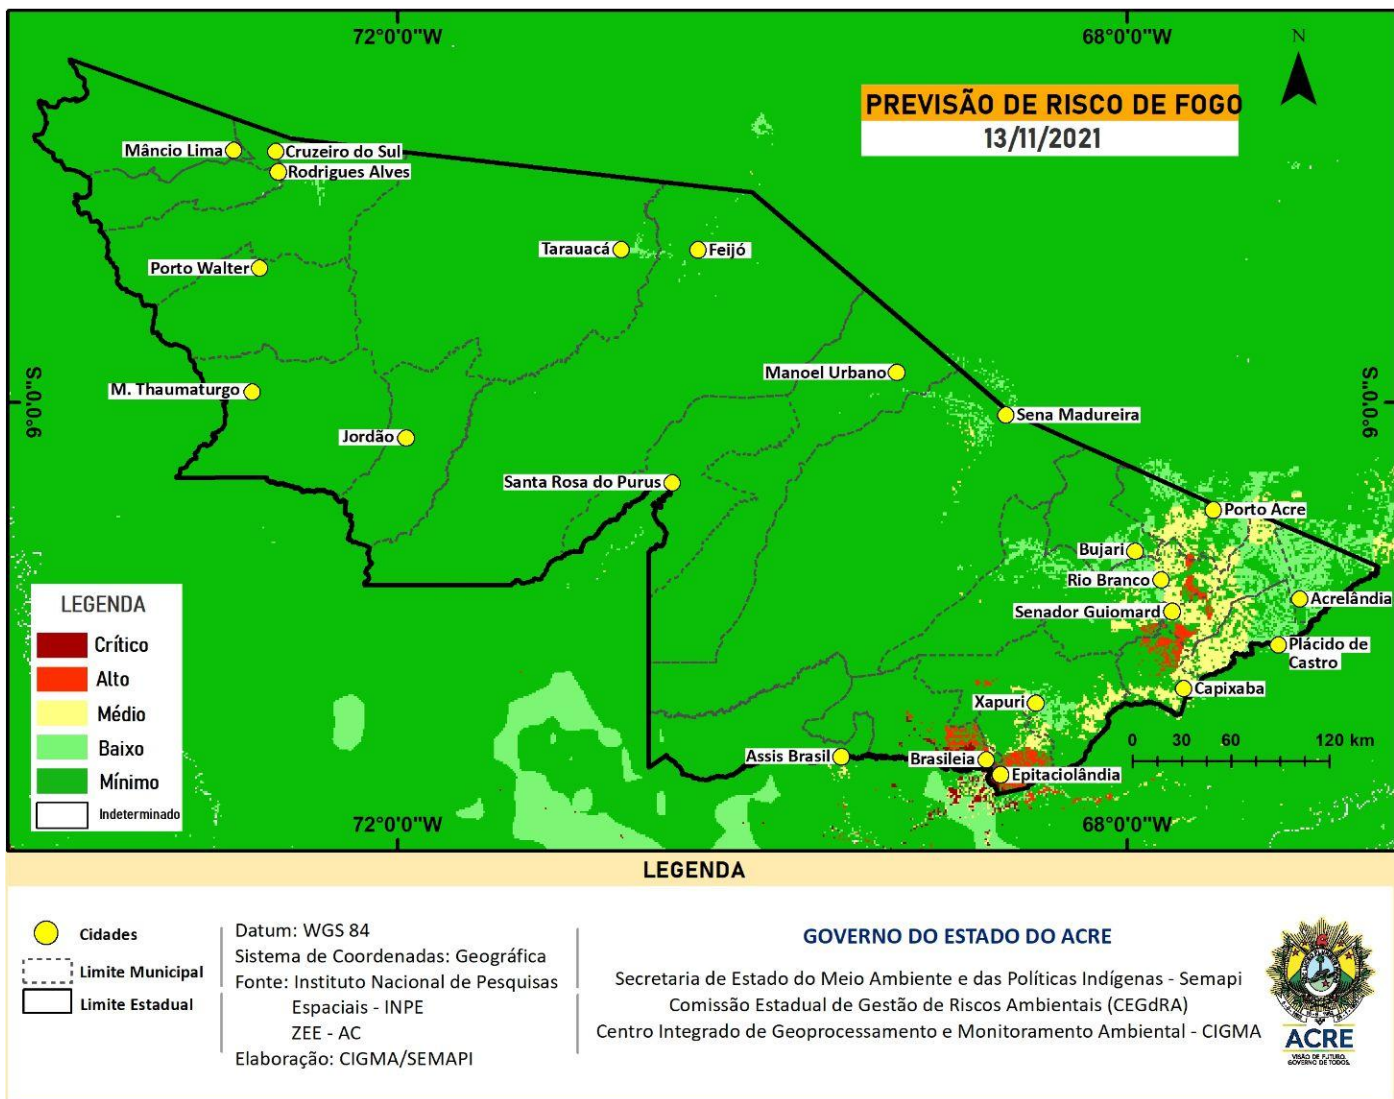 72°0'0"W
68°0'0"W
N
PREVISÃO DE RISCO DE FOGO
13/11/2021
Mâncio Lima
Cruzeiro do Sul
Rodrigues Alves
Tarauacá
Feijó
Porto Walter
Manoel Urbano
M. Thaumaturgo
9°0'0"S
9°0'0"S
Sena Madureira
Jordão
Santa Rosa do Purus
Porto Acre
Bujari
Rio Branco
Acrelândia
Senador Guiomard
Plácido de
Castro
Capixaba
Xapuri
Assis Brasil
Brasileia
Epitaciolândia
0 30 60 120 km
LEGENDA
Crítico
Alto
Médio
Baixo
Mínimo
Indeterminado
72°0'0"W
68°0'0"W
LEGENDA
Cidades
Limite Municipal
Limite Estadual
Datum: WGS 84
Sistema de Coordenadas: Geográfica
Fonte: Instituto Nacional de Pesquisas
Espaciais - INPE
ZEE - AC
Elaboração: CIGMA/SEMAPI
GOVERNO DO ESTADO DO ACRE
Secretaria de Estado do Meio Ambiente e das Políticas Indígenas - Semapi
Comissão Estadual de Gestão de Riscos Ambientais (CEGdRA)
Centro Integrado de Geoprocessamento e Monitoramento Ambiental - CIGMA
ACRE
VISÃO DE FUTURO.
GOVERNO DE TODOS.